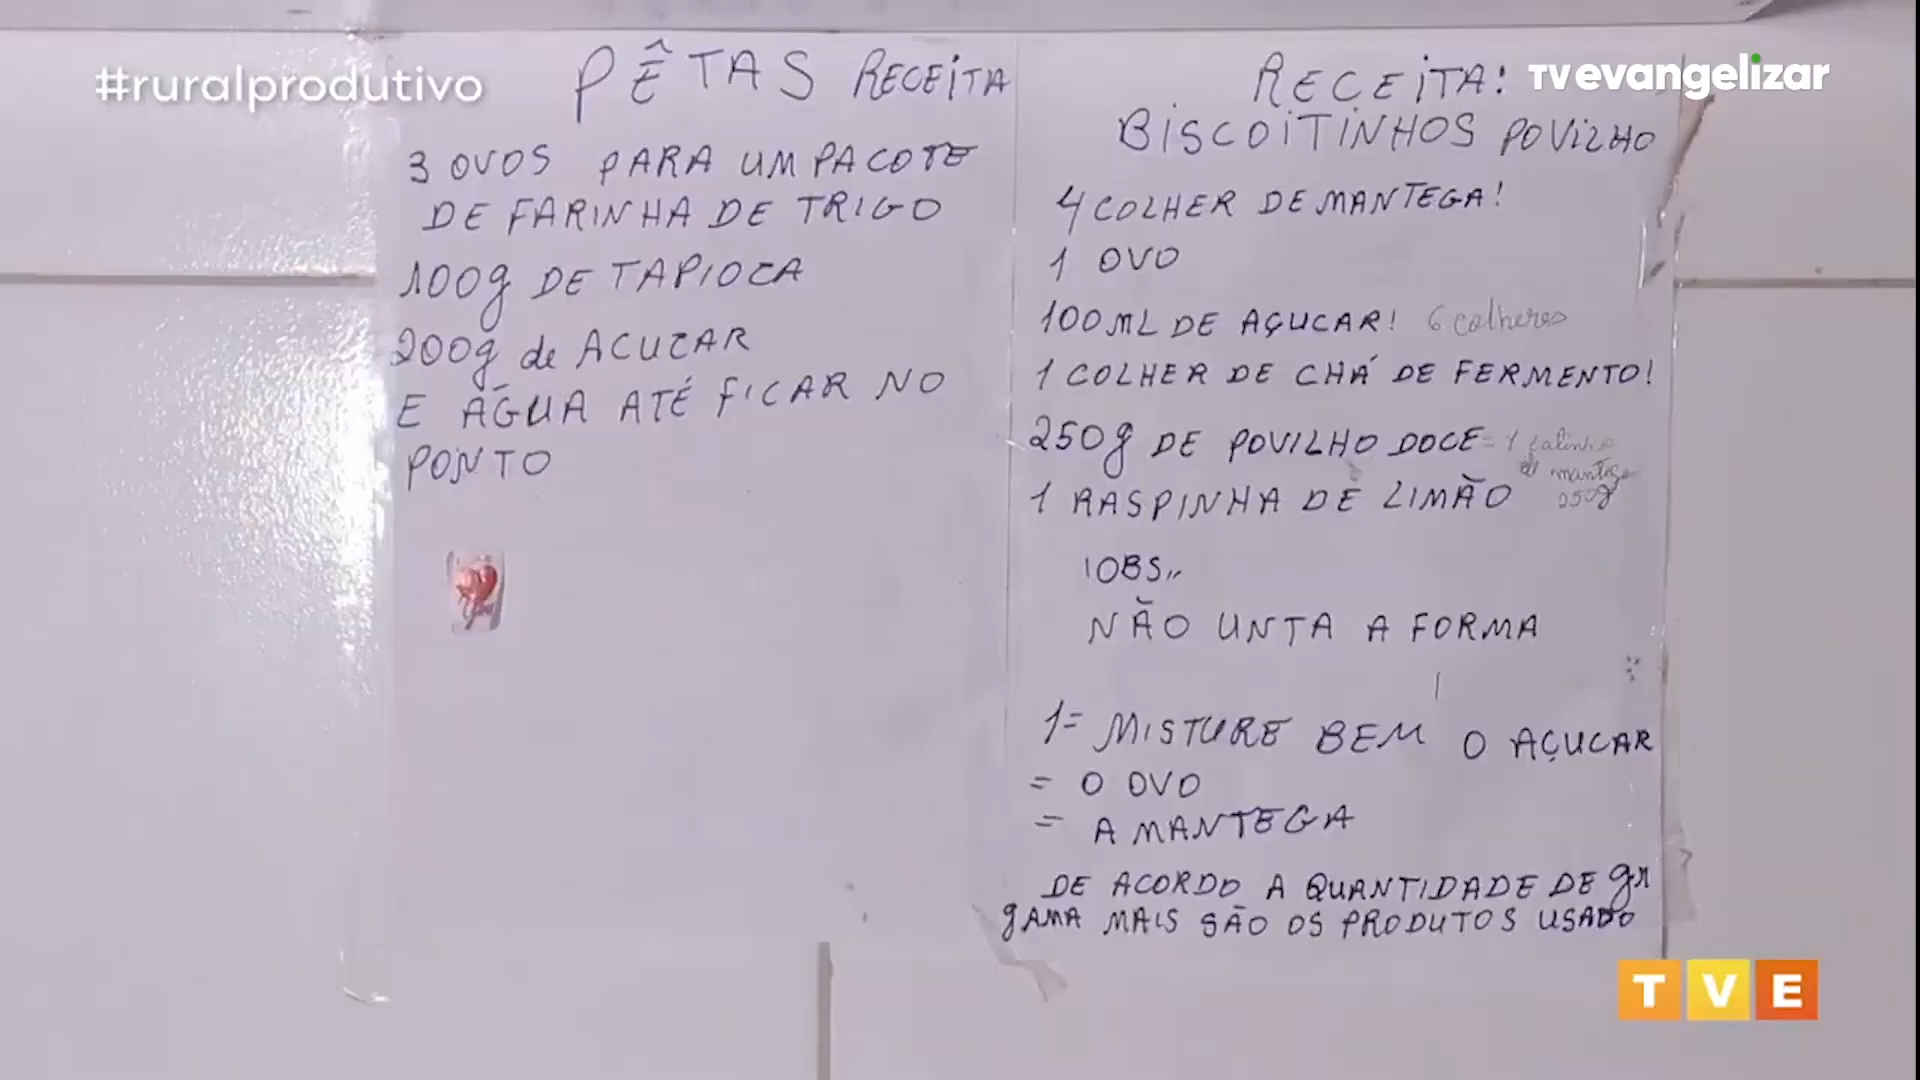 #ruralprodutivo
TVevangelizar
PÊTAS RECEITA
3 OVOS PARA UM PACOTE
DE FARINHA DE TRIGO
100g DE TAPIOCA
200g de ACUCAR
E ÁGUA ATÉ FICAR NO
PONTO
RECEITA:
BISCOITINHOS POVILHO
4 COLHER DE MANTEGA!
1 OVO
100ML DE AÇUCAR! 6 colheres
1 COLHER DE CHÁ DE FERMENTO!
250g DE POVILHO DOCE = 1
manteiga
1 RASPINHA DE LIMÃO 250g
OBS,,
NÃO UNTA A FORMA
1= MISTURE BEM O AÇUCAR
= O OVO
= A MANTEGA
DE ACORDO A QUANTIDADE DE gr
gAMA MAIS SÃO OS PRODUTOS USADO
TVE